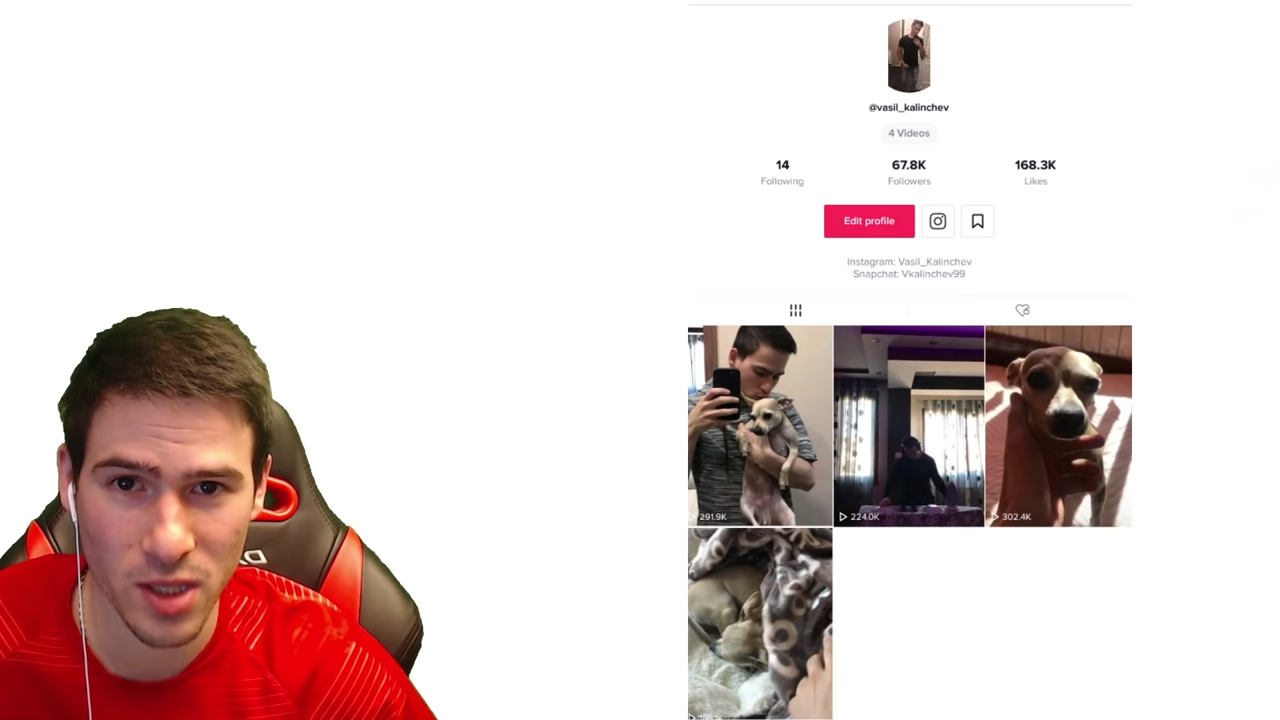 @vasil_kalinchev
4 Videos
14 67.8K 168.3K
Following Followers Likes
Edit profile
Instagram: Vasil_Kalinchev
Snapchat: Vkalinchev99
291.9K 224.0K 302.4K